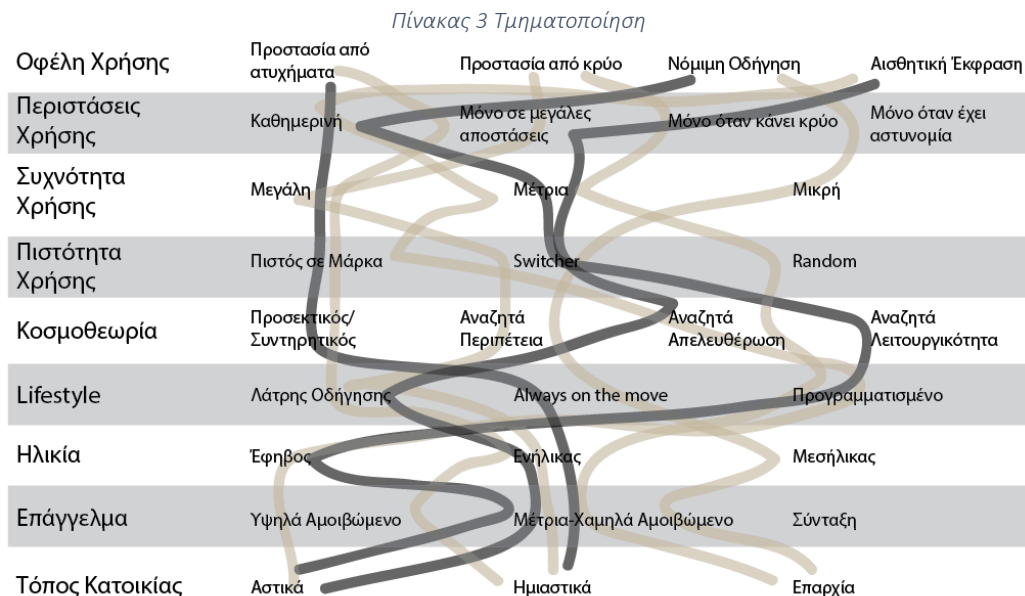 Πίνακας 3 Τμηματοποίηση
Οφέλη Χρήσης
Προστασία από
ατυχήματα
Προστασία από κρύο
Νόμιμη Οδήγηση
Αισθητική Έκφραση
Περιστάσεις
Χρήσης
Καθημερινή
Μόνο σε μεγάλες
αποστάσεις
Μόνο όταν κάνει κρύο
Μόνο όταν έχει
αστυνομία
Συχνότητα
Χρήσης
Μεγάλη
Μέτρια
Μικρή
Πιστότητα
Χρήσης
Πιστός σε Μάρκα
Switcher
Random
Κοσμοθεωρία
Προσεκτικός/
Συντηρητικός
Αναζητά
Περιπέτεια
Αναζητά
Απελευθέρωση
Αναζητά
Λειτουργικότητα
Lifestyle
Λάτρης Οδήγησης
Always on the move
Προγραμματισμένο
Ηλικία
Έφηβος
Ενήλικας
Μεσήλικας
Επάγγελμα
Υψηλά Αμοιβώμενο
Μέτρια-Χαμηλά Αμοιβώμενο
Σύνταξη
Τόπος Κατοικίας
Αστικά
Ημιαστικά
Επαρχία